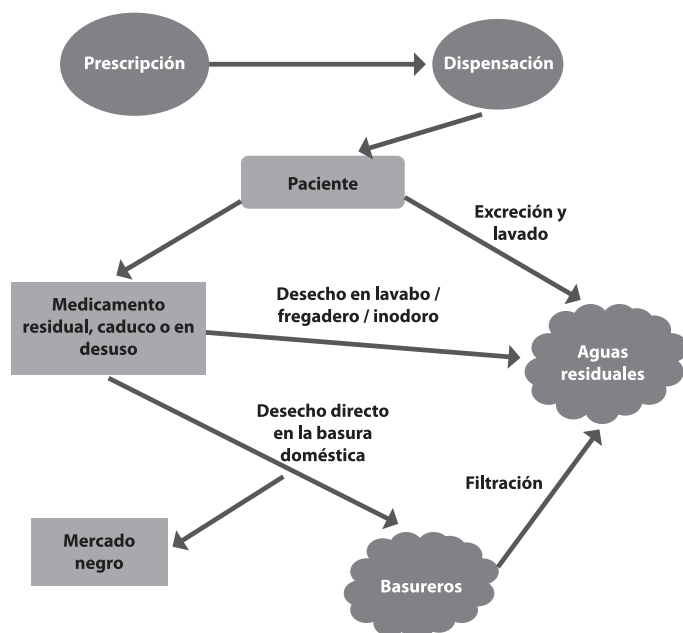 Prescripción
Dispensación
Paciente
Excreción y
lavado
Medicamento
residual, caduco o en
desuso
Desecho en lavabo /
fregadero / inodoro
Aguas
residuales
Desecho directo
en la basura
doméstica
Filtración
Mercado
negro
Basureros